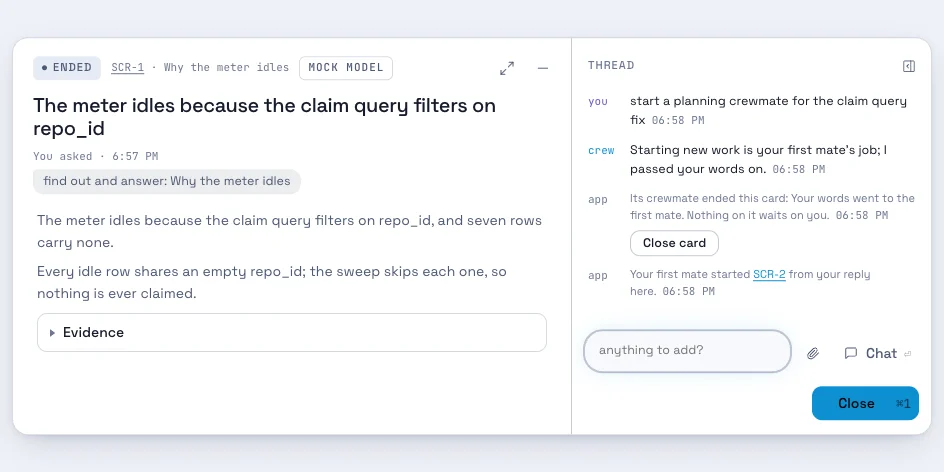 ENDED SCR-1 · Why the meter idles MOCK MODEL
The meter idles because the claim query filters on
repo_id
You asked · 6:57 PM
find out and answer: Why the meter idles
The meter idles because the claim query filters on repo_id, and seven rows
carry none.
Every idle row shares an empty repo_id; the sweep skips each one, so
nothing is ever claimed.
Evidence
THREAD
you start a planning crewmate for the claim query
fix 06:58 PM
crew Starting new work is your first mate's job; I
passed your words on. 06:58 PM
app Its crewmate ended this card: Your words went to the
first mate. Nothing on it waits on you. 06:58 PM
Close card
app Your first mate started SCR-2 from your reply
here. 06:58 PM
anything to add?
Chat ⏎
Close ⌘1